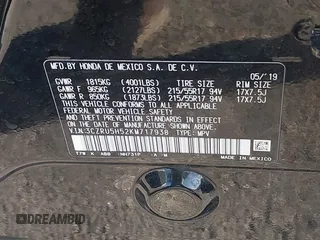 MFD. BY HONDA DE MEXICO S.A. DE C.V.
05/'19
GVWR 1815KG (4001LBS) TIRE SIZE RIM SIZE
GAWR F 965KG (2127LBS) 215/55R17 94V 17X7.5J
GAWR R 850KG (1873LBS) 215/55R17 94V 17X7.5J
THIS VEHICLE CONFORMS TO ALL APPLICABLE
FEDERAL MOTOR VEHICLE SAFETY, BUMPER, AND THEFT
PREVENTION STANDARDS IN EFFECT ON THE DATE
OF MANUFACTURE SHOWN ABOVE
V.I.N:3CZRU5H52KM717938 TYPE:MPV
MADE IN MEXICO
AUTOBIDMASTER